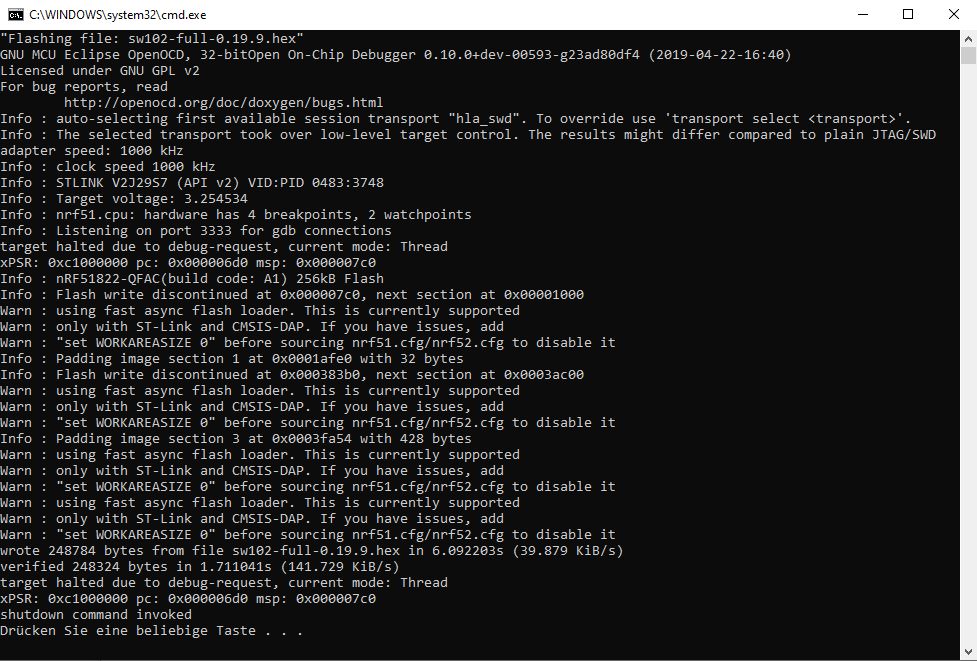 C:\WINDOWS\system32\cmd.exe
"Flashing file: sw102-full-0.19.9.hex"
GNU MCU Eclipse OpenOCD, 32-bitOpen On-Chip Debugger 0.10.0+dev-00593-g23ad80df4 (2019-04-22-16:40)
Licensed under GNU GPL v2
For bug reports, read
        http://openocd.org/doc/doxygen/bugs.html
Info : auto-selecting first available session transport "hla_swd". To override use 'transport select <transport>'.
Info : The selected transport took over low-level target control. The results might differ compared to plain JTAG/SWD
adapter speed: 1000 kHz
Info : clock speed 1000 kHz
Info : STLINK V2J29S7 (API v2) VID:PID 0483:3748
Info : Target voltage: 3.254534
Info : nrf51.cpu: hardware has 4 breakpoints, 2 watchpoints
Info : Listening on port 3333 for gdb connections
target halted due to debug-request, current mode: Thread
xPSR: 0xc1000000 pc: 0x000006d0 msp: 0x000007c0
Info : nRF51822-QFAC(build code: A1) 256kB Flash
Info : Flash write discontinued at 0x000007c0, next section at 0x00001000
Warn : using fast async flash loader. This is currently supported
Warn : only with ST-Link and CMSIS-DAP. If you have issues, add
Warn : "set WORKAREASIZE 0" before sourcing nrf51.cfg/nrf52.cfg to disable it
Info : Padding image section 1 at 0x0001afe0 with 32 bytes
Info : Flash write discontinued at 0x000383b0, next section at 0x0003ac00
Warn : using fast async flash loader. This is currently supported
Warn : only with ST-Link and CMSIS-DAP. If you have issues, add
Warn : "set WORKAREASIZE 0" before sourcing nrf51.cfg/nrf52.cfg to disable it
Info : Padding image section 3 at 0x0003fa54 with 428 bytes
Warn : using fast async flash loader. This is currently supported
Warn : only with ST-Link and CMSIS-DAP. If you have issues, add
Warn : "set WORKAREASIZE 0" before sourcing nrf51.cfg/nrf52.cfg to disable it
Warn : using fast async flash loader. This is currently supported
Warn : only with ST-Link and CMSIS-DAP. If you have issues, add
Warn : "set WORKAREASIZE 0" before sourcing nrf51.cfg/nrf52.cfg to disable it
wrote 248784 bytes from file sw102-full-0.19.9.hex in 6.092203s (39.879 KiB/s)
verified 248324 bytes in 1.711041s (141.729 KiB/s)
target halted due to debug-request, current mode: Thread
xPSR: 0xc1000000 pc: 0x000006d0 msp: 0x000007c0
shutdown command invoked
Drücken Sie eine beliebige Taste . . .